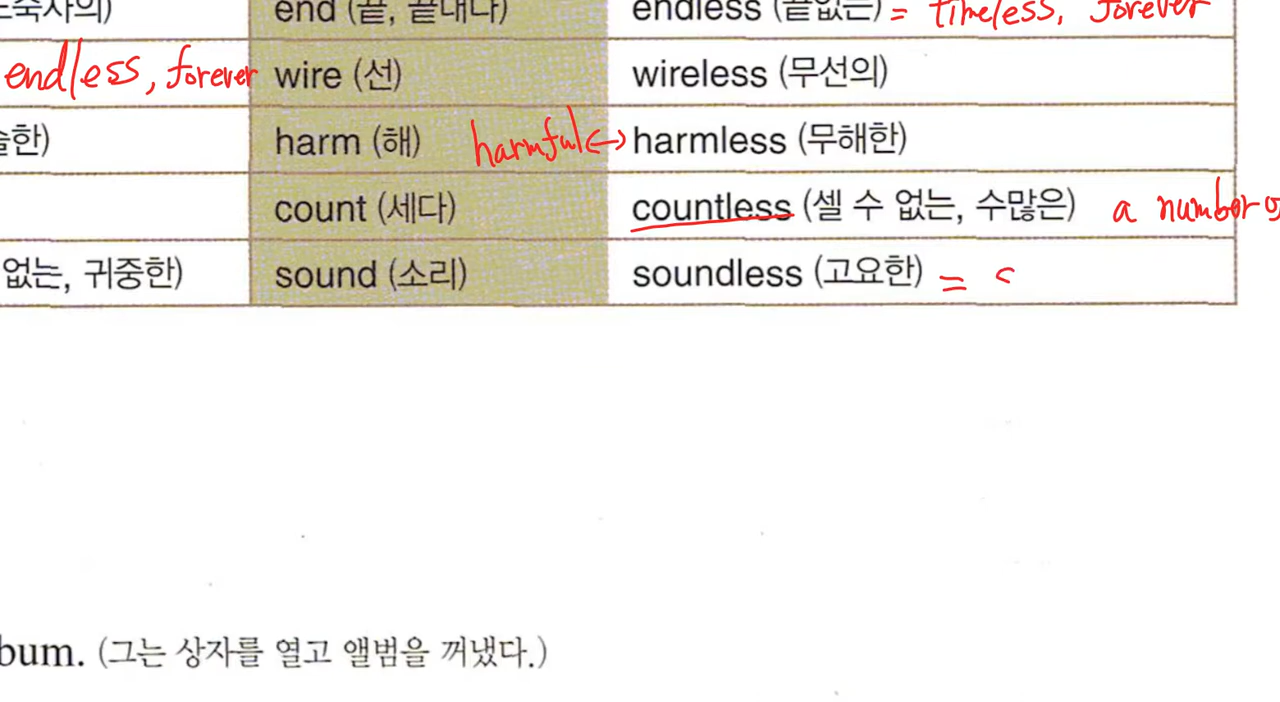 end (끝, 끝내다) endless (끝없는) = timeless, forever
endless, forever wire (선) wireless (무선의)
harm (해) harmful ↔ harmless (무해한)
count (세다) countless (셀 수 없는, 수많은) a number
없는, 귀중한) sound (소리) soundless (고요한) =
bum. (그는 상자를 열고 앨범을 꺼냈다.)